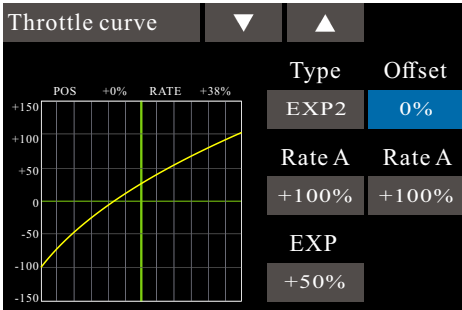 Throttle curve ▼ ▲
Type Offset
EXP2 0%
POS +0% RATE +38%
+150
+100
+50
0
-50
-100
-150
Rate A Rate A
+100% +100%
EXP
+50%